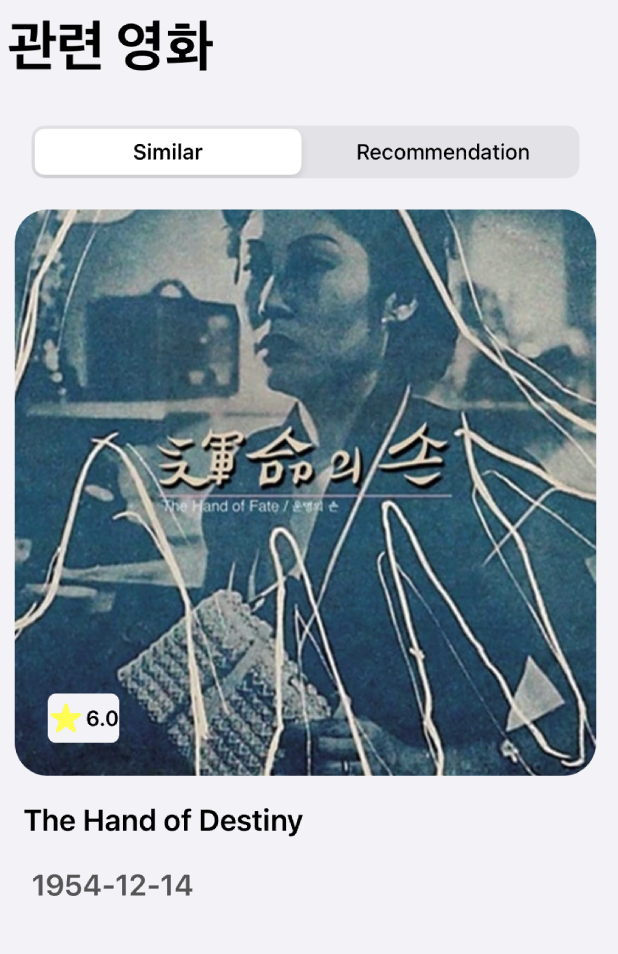 관련 영화
Similar
Recommendation
運命의 손
The Hand of Fate / 운명의 손
6.0
The Hand of Destiny
1954-12-14